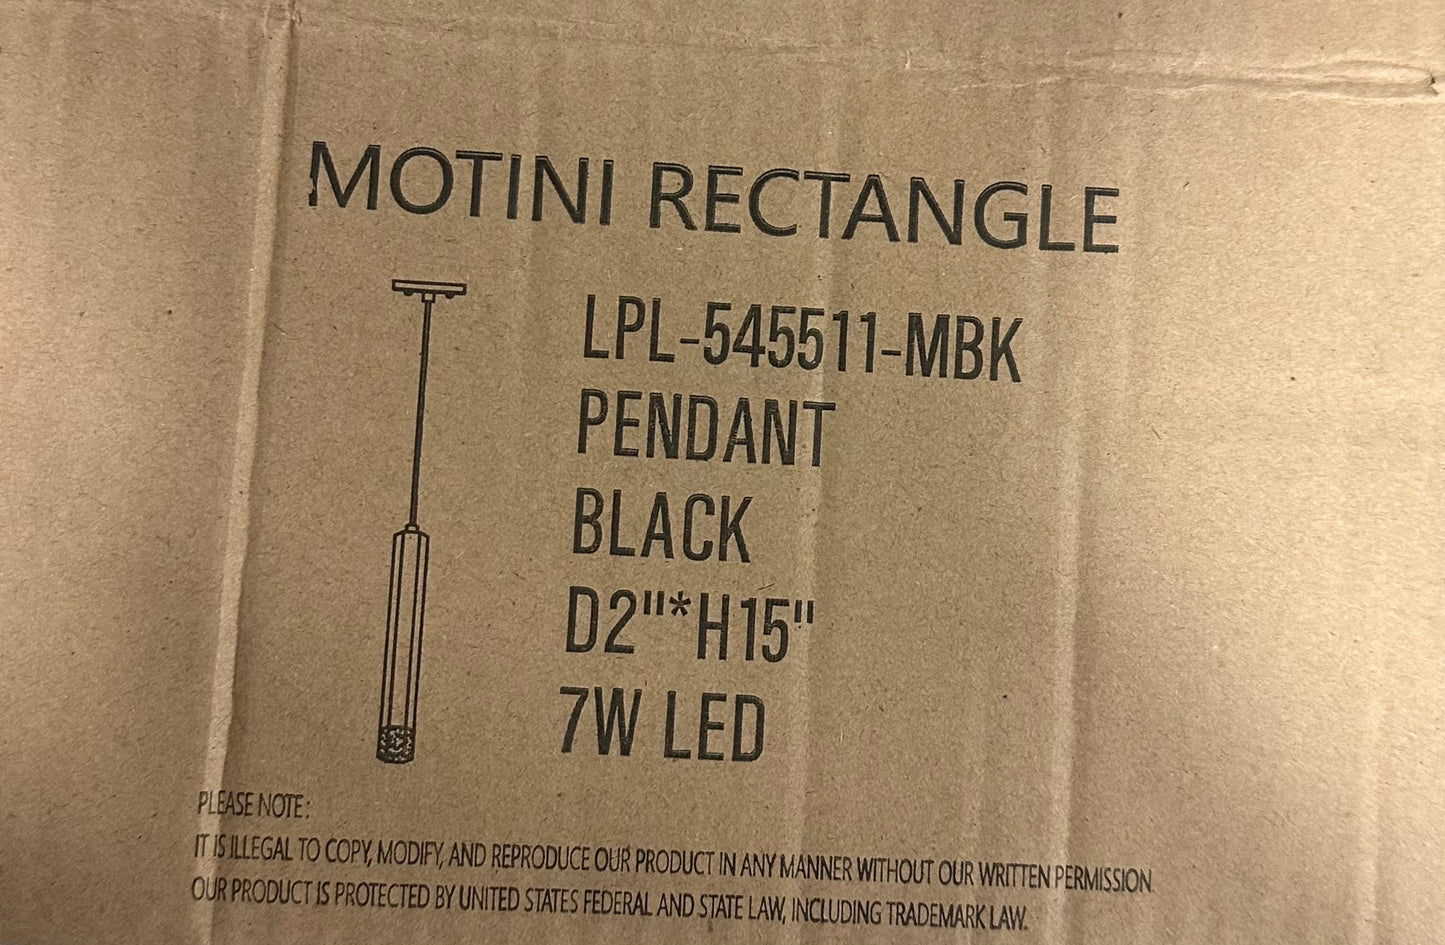 MOTINI RECTANGLE
LPL-545511-MBK
PENDANT
BLACK
D2"*H15"
7W LED
PLEASE NOTE:
IT IS ILLEGAL TO COPY, MODIFY, AND REPRODUCE OUR PRODUCT IN ANY MANNER WITHOUT OUR WRITTEN PERMISSION.
OUR PRODUCT IS PROTECTED BY UNITED STATES FEDERAL AND STATE LAW, INCLUDING TRADEMARK LAW.